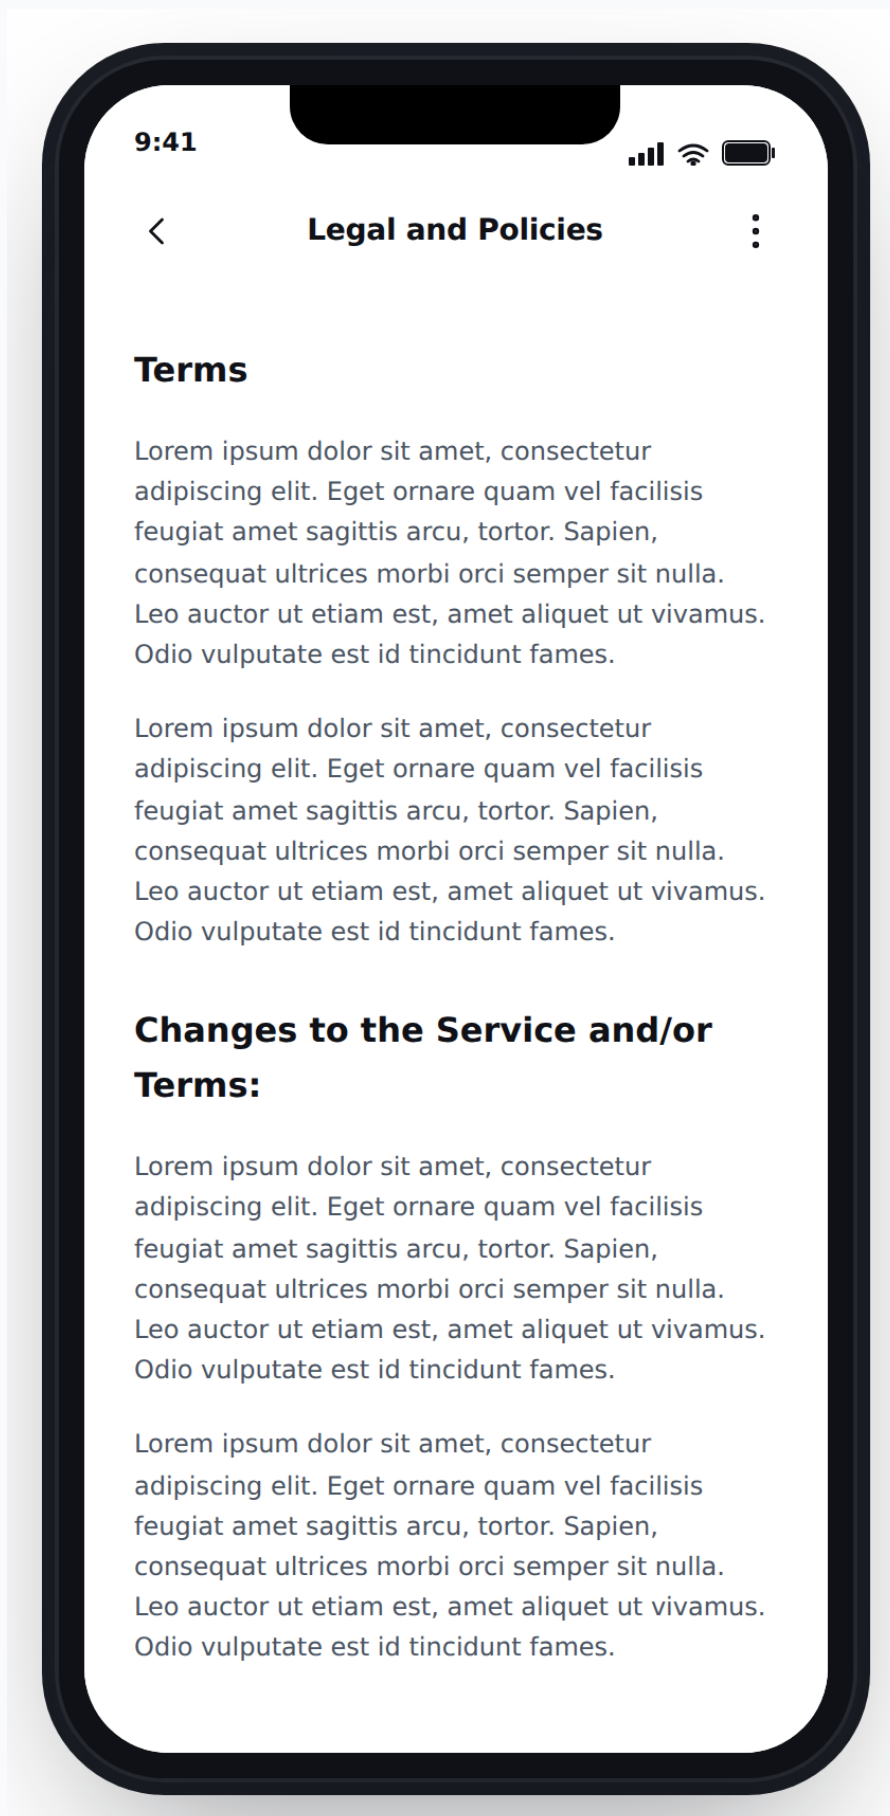 9:41
Legal and Policies
Terms
Lorem ipsum dolor sit amet, consectetur
adipiscing elit. Eget ornare quam vel facilisis
feugiat amet sagittis arcu, tortor. Sapien,
consequat ultrices morbi orci semper sit nulla.
Leo auctor ut etiam est, amet aliquet ut vivamus.
Odio vulputate est id tincidunt fames.
Lorem ipsum dolor sit amet, consectetur
adipiscing elit. Eget ornare quam vel facilisis
feugiat amet sagittis arcu, tortor. Sapien,
consequat ultrices morbi orci semper sit nulla.
Leo auctor ut etiam est, amet aliquet ut vivamus.
Odio vulputate est id tincidunt fames.
Changes to the Service and/or
Terms:
Lorem ipsum dolor sit amet, consectetur
adipiscing elit. Eget ornare quam vel facilisis
feugiat amet sagittis arcu, tortor. Sapien,
consequat ultrices morbi orci semper sit nulla.
Leo auctor ut etiam est, amet aliquet ut vivamus.
Odio vulputate est id tincidunt fames.
Lorem ipsum dolor sit amet, consectetur
adipiscing elit. Eget ornare quam vel facilisis
feugiat amet sagittis arcu, tortor. Sapien,
consequat ultrices morbi orci semper sit nulla.
Leo auctor ut etiam est, amet aliquet ut vivamus.
Odio vulputate est id tincidunt fames.